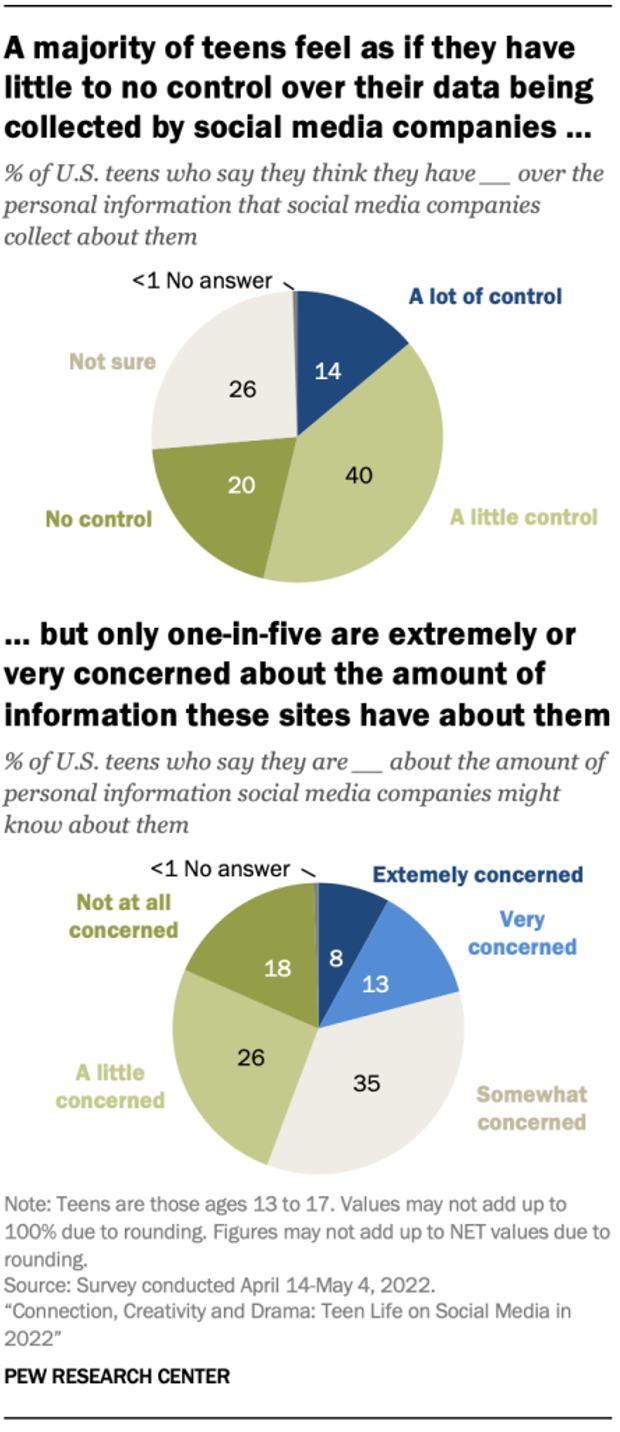 A majority of teens feel as if they have
little to no control over their data being
collected by social media companies ...
% of U.S. teens who say they think they have __ over the
personal information that social media companies
collect about them
<1 No answer
A lot of control
Not sure
14
26
40
20
No control
A little control
... but only one-in-five are extremely or
very concerned about the amount of
information these sites have about them
% of U.S. teens who say they are __ about the amount of
personal information social media companies might
know about them
<1 No answer
Extemely concerned
Not at all
concerned
Very
concerned
8
18
13
26
35
A little
concerned
Somewhat
concerned
Note: Teens are those ages 13 to 17. Values may not add up to
100% due to rounding. Figures may not add up to NET values due to
rounding.
Source: Survey conducted April 14-May 4, 2022.
“Connection, Creativity and Drama: Teen Life on Social Media in
2022”
PEW RESEARCH CENTER